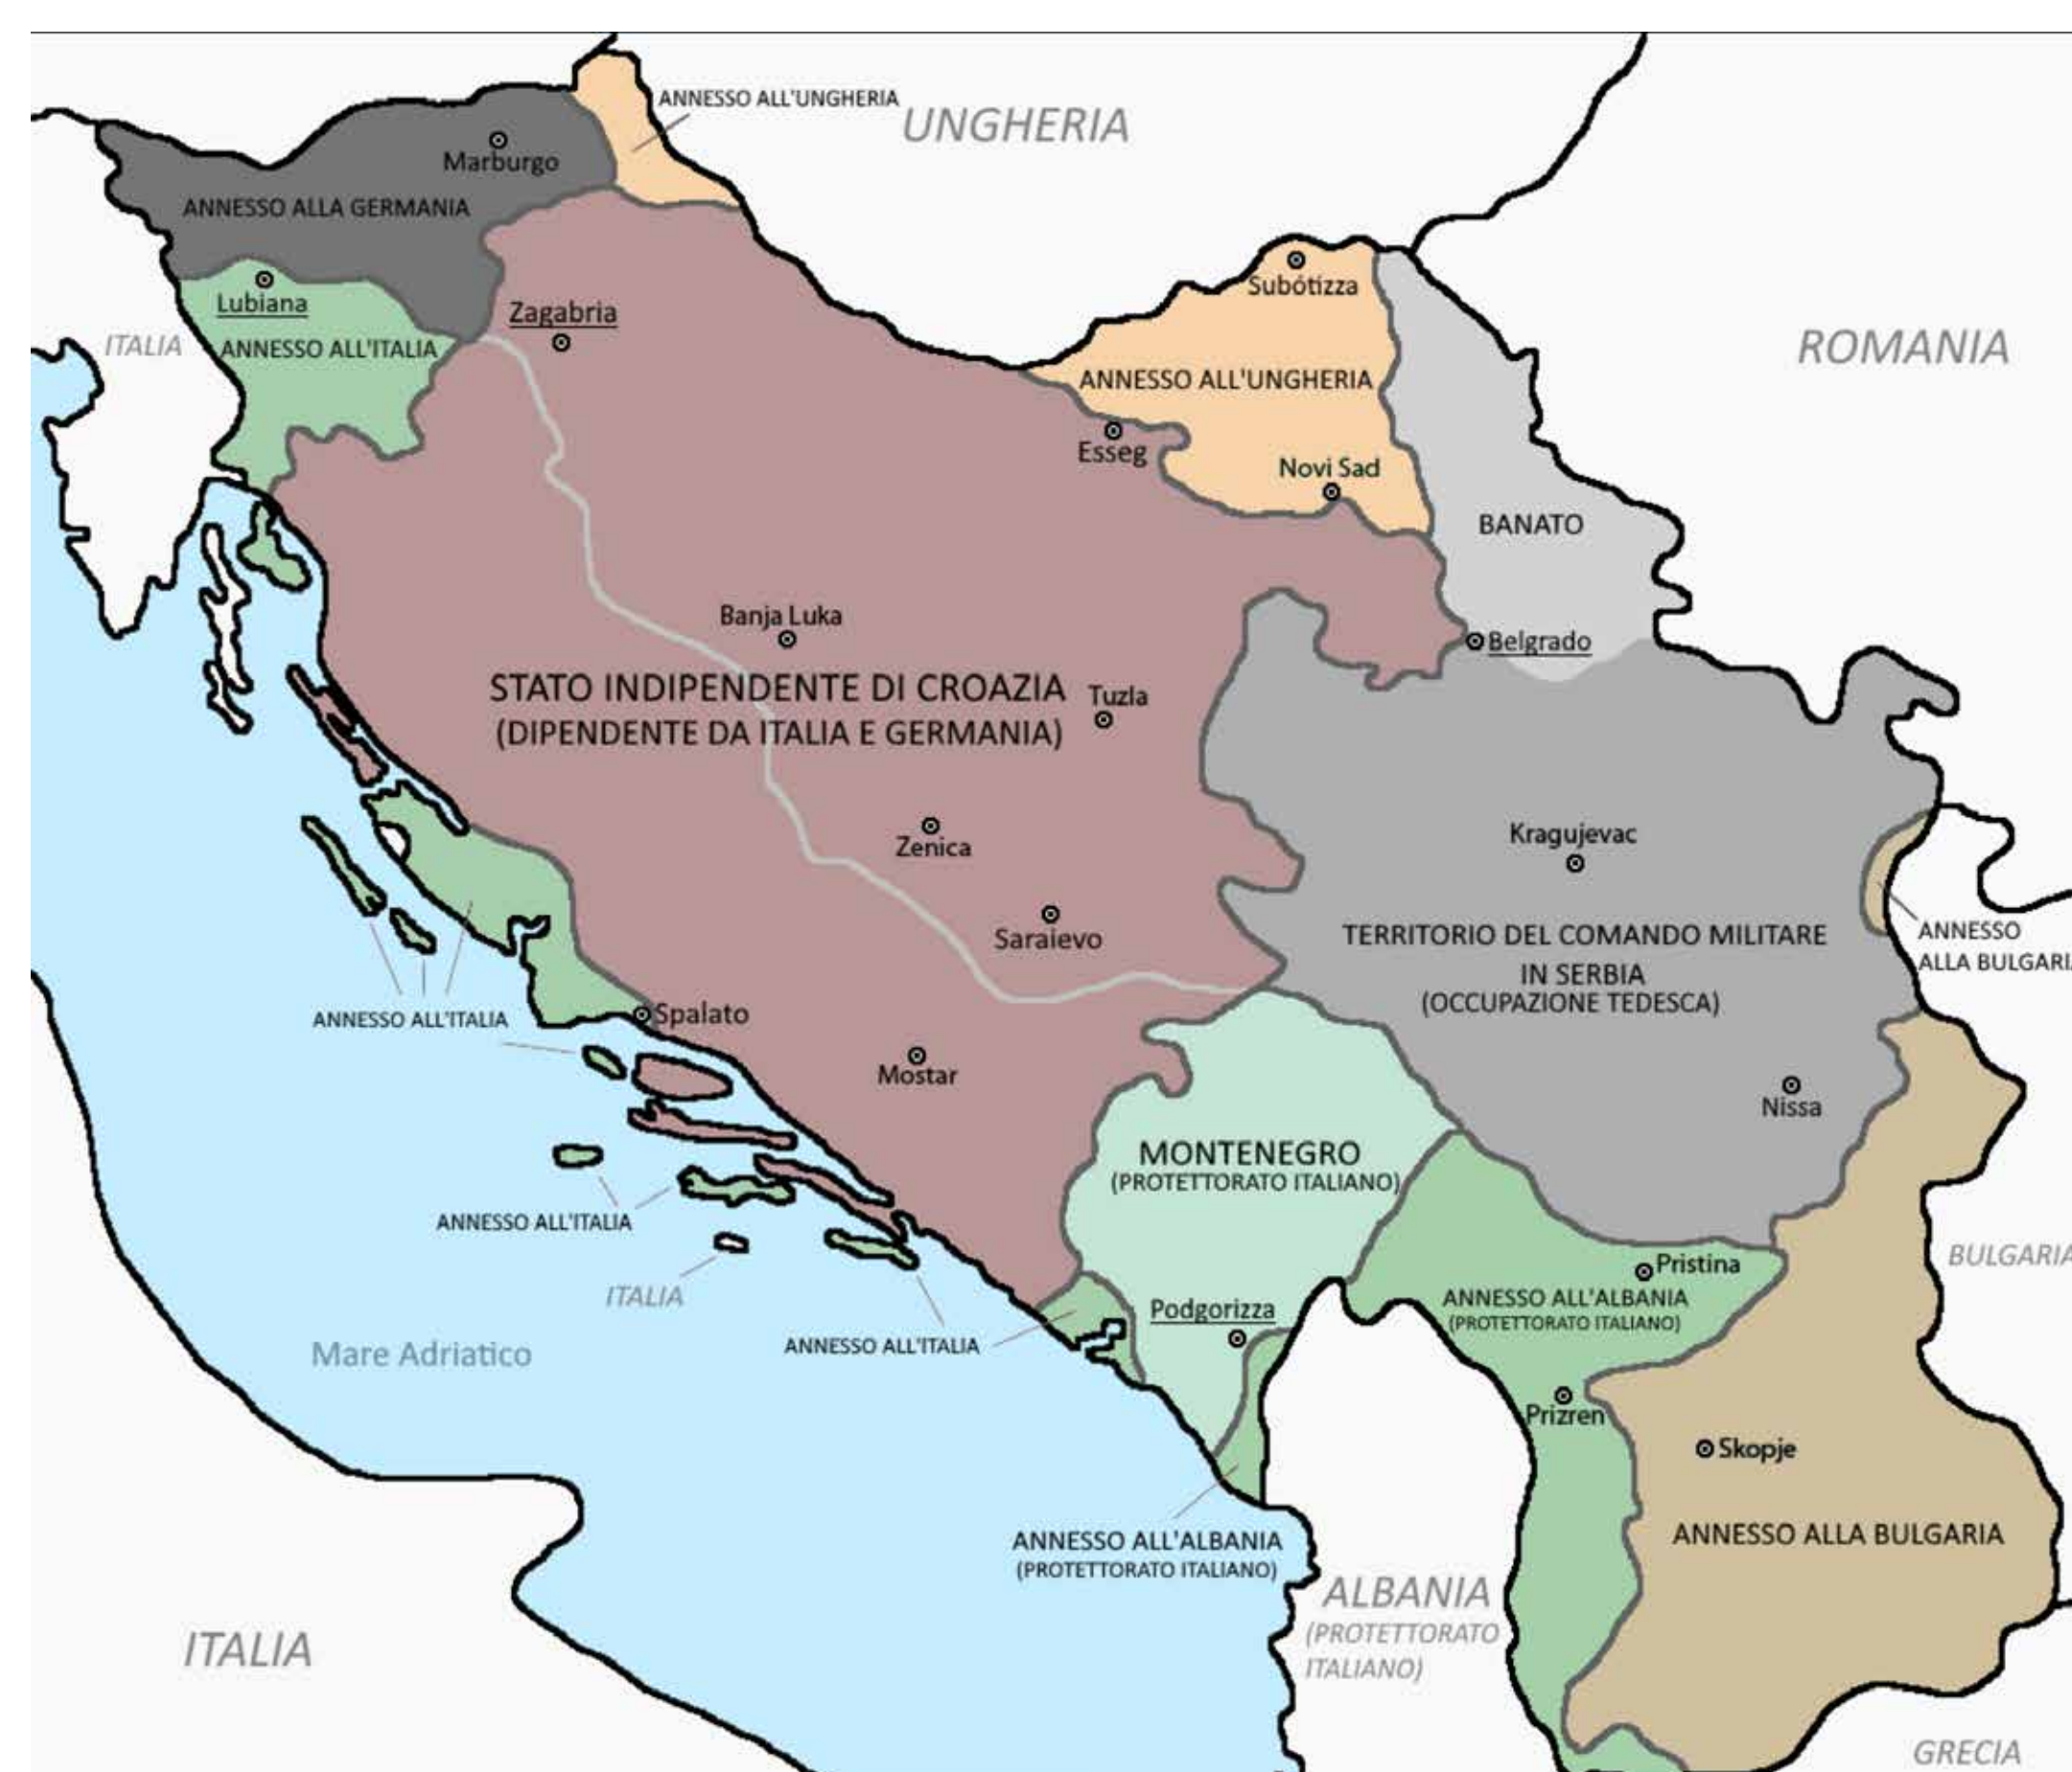 ANNESSO ALL'UNGHERIA
UNGHERIA
Marburgo
ANNESSO ALLA GERMANIA
Subótizza
Lubiana
Zagabria
ITALIA
ANNESSO ALL'ITALIA
ROMANIA
ANNESSO ALL'UNGHERIA
Esseg
Novi Sad
BANATO
Banja Luka
Belgrado
STATO INDIPENDENTE DI CROAZIA
(DIPENDENTE DA ITALIA E GERMANIA)
Tuzla
Kragujevac
Zenica
Saraievo
TERRITORIO DEL COMANDO MILITARE
IN SERBIA
(OCCUPAZIONE TEDESCA)
ANNESSO
ALLA BULGARI
ANNESSO ALL'ITALIA
Spalato
Mostar
Nissa
MONTENEGRO
(PROTETTORATO ITALIANO)
ANNESSO ALL'ITALIA
ITALIA
BULGARIA
Pristina
ANNESSO ALL'ALBANIA
(PROTETTORATO ITALIANO)
Podgorizza
ANNESSO ALL'ITALIA
Mare Adriatico
Prizren
Skopje
ANNESSO ALL'ALBANIA
(PROTETTORATO ITALIANO)
ANNESSO ALLA BULGARIA
ALBANIA
(PROTETTORATO
ITALIANO)
ITALIA
GRECIA